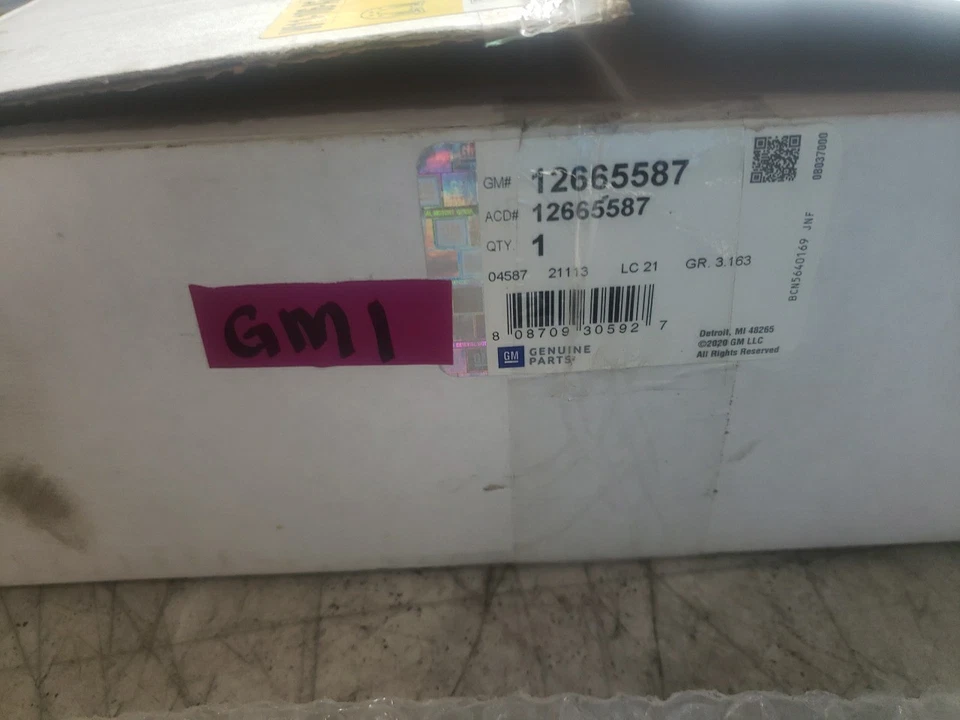 GM# 12665587
ACD# 12665587
QTY. 1
04587 21113 LC 21 GR. 3.163
8 08709 30592 7
GM GENUINE
PARTS
Detroit, MI 48265
©2020 GM LLC
All Rights Reserved
BCN5640169 JNF
0B037000
GM1